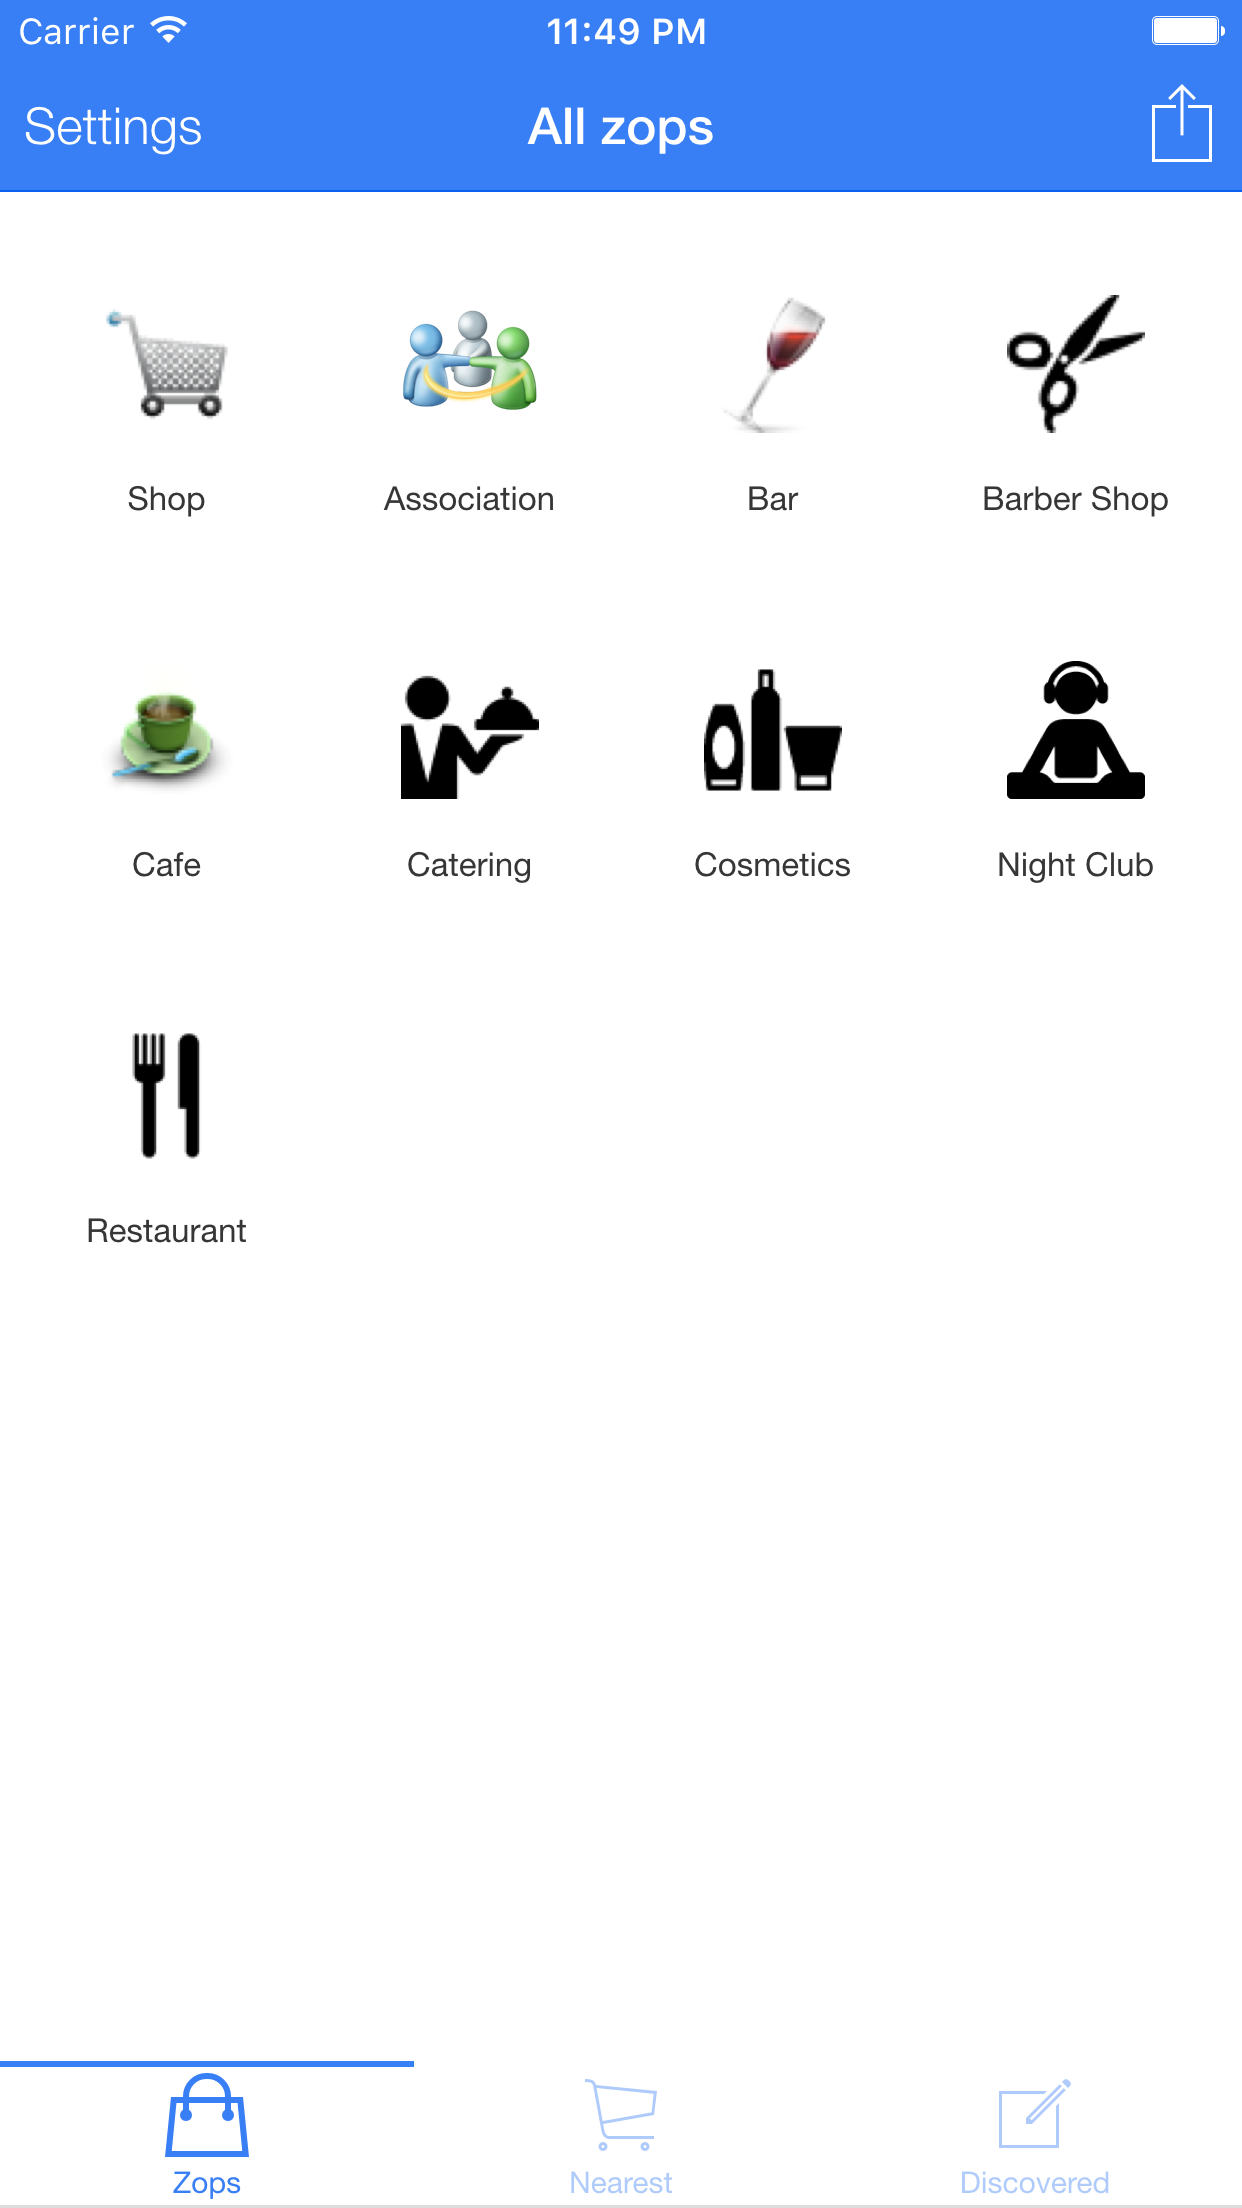 Carrier 11:49 PM
Settings All zops
Shop Association Bar Barber Shop
Cafe Catering Cosmetics Night Club
Restaurant
Zops Nearest Discovered